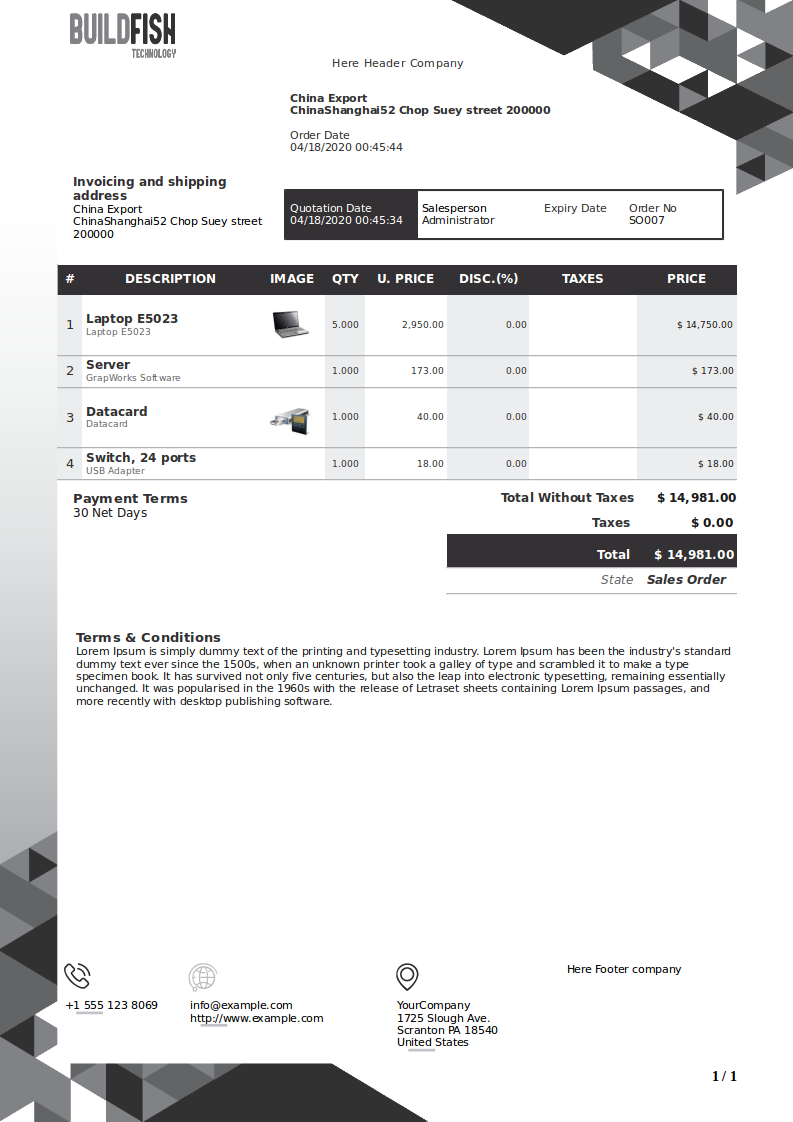 BUILDFISH
TECHNOLOGY
Here Header Company
China Export
ChinaShanghai52 Chop Suey street 200000
Order Date
04/18/2020 00:45:44
Invoicing and shipping
address
China Export
ChinaShanghai52 Chop Suey street
200000
Quotation Date Salesperson Expiry Date Order No
04/18/2020 00:45:34 Administrator SO007
# DESCRIPTION IMAGE QTY U. PRICE DISC.(%) TAXES PRICE
1 Laptop E5023 5.000 2,950.00 0.00 $ 14,750.00
Laptop E5023
2 Server 1.000 173.00 0.00 $ 173.00
GrapWorks Software
3 Datacard 1.000 40.00 0.00 $ 40.00
Datacard
4 Switch, 24 ports 1.000 18.00 0.00 $ 18.00
USB Adapter
Payment Terms
30 Net Days
Total Without Taxes $ 14,981.00
Taxes $ 0.00
Total $ 14,981.00
State Sales Order
Terms & Conditions
Lorem Ipsum is simply dummy text of the printing and typesetting industry. Lorem Ipsum has been the industry's standard
dummy text ever since the 1500s, when an unknown printer took a galley of type and scrambled it to make a type
specimen book. It has survived not only five centuries, but also the leap into electronic typesetting, remaining essentially
unchanged. It was popularised in the 1960s with the release of Letraset sheets containing Lorem Ipsum passages, and
more recently with desktop publishing software.
+1 555 123 8069
info@example.com
http://www.example.com
YourCompany
1725 Slough Ave.
Scranton PA 18540
United States
Here Footer company
1 / 1